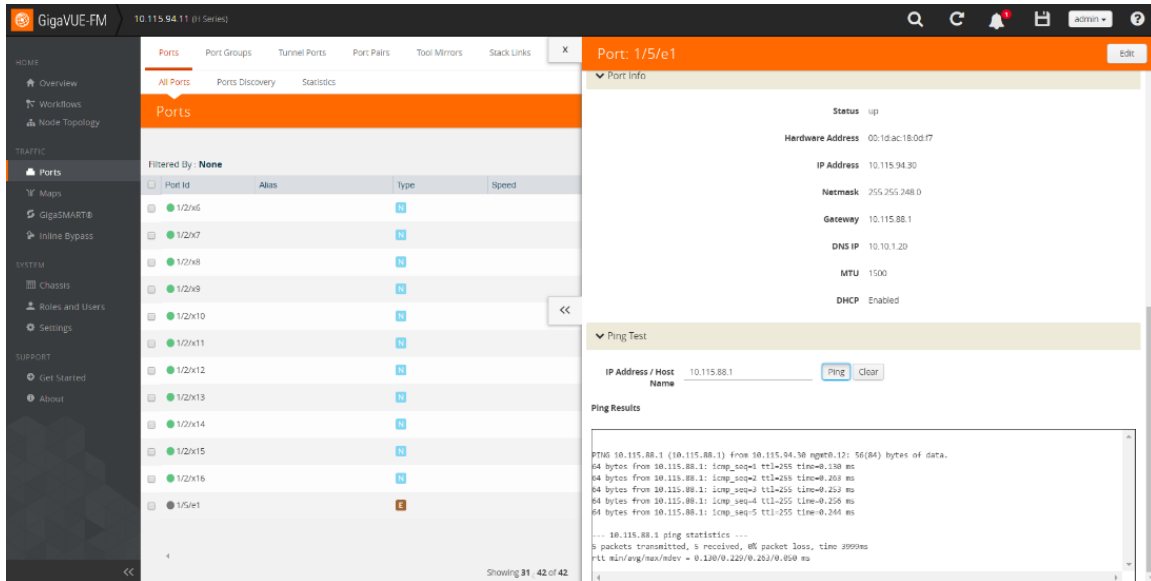 GigaVUE-FM
10.115.94.11 (H Series)
admin
HOME
Overview
Workflows
Node Topology
TRAFFIC
Ports
Maps
GigaSMART®
Inline Bypass
SYSTEM
Chassis
Roles and Users
Settings
SUPPORT
Get Started
About
Ports Port Groups Tunnel Ports Port Pairs Tool Mirrors Stack Links
All Ports Ports Discovery Statistics
Ports
Filtered By : None
Port Id Alias Type Speed
1/2/x6 N
1/2/x7 N
1/2/x8 N
1/2/x9 N
1/2/x10 N
1/2/x11 N
1/2/x12 N
1/2/x13 N
1/2/x14 N
1/2/x15 N
1/2/x16 N
1/5/e1 E
Showing 31 - 42 of 42
x
Port: 1/5/e1
Edit
Port Info
Status up
Hardware Address 00:1d:ac:18:0d:f7
IP Address 10.115.94.30
Netmask 255.255.248.0
Gateway 10.115.88.1
DNS IP 10.10.1.20
MTU 1500
DHCP Enabled
Ping Test
IP Address / Host Name 10.115.88.1 Ping Clear
Ping Results
PING 10.115.88.1 (10.115.88.1) from 10.115.94.30 mgmt0.12: 56(84) bytes of data.
64 bytes from 10.115.88.1: icmp_seq=1 ttl=255 time=0.130 ms
64 bytes from 10.115.88.1: icmp_seq=2 ttl=255 time=0.263 ms
64 bytes from 10.115.88.1: icmp_seq=3 ttl=255 time=0.253 ms
64 bytes from 10.115.88.1: icmp_seq=4 ttl=255 time=0.256 ms
64 bytes from 10.115.88.1: icmp_seq=5 ttl=255 time=0.244 ms
--- 10.115.88.1 ping statistics ---
5 packets transmitted, 5 received, 0% packet loss, time 3999ms
rtt min/avg/max/mdev = 0.130/0.229/0.263/0.050 ms